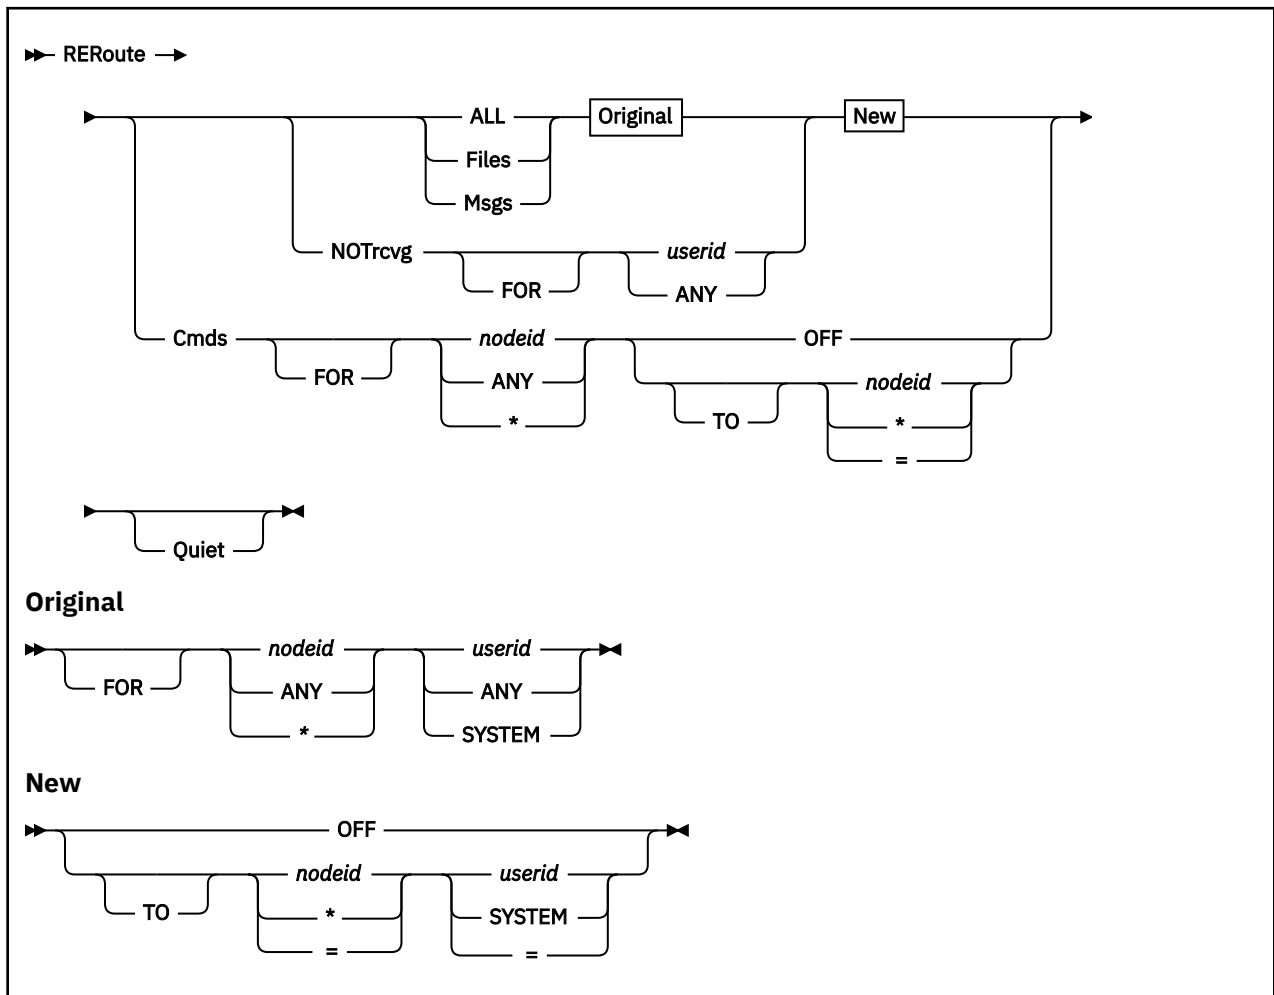 RERoute
ALL Original New
Files
Msgs
NOTrcvg userid
FOR ANY
Cmds nodeid OFF
FOR ANY nodeid
* TO *
=
Quiet
Original
nodeid userid
FOR ANY ANY
* SYSTEM
New
OFF
nodeid userid
TO * SYSTEM
= =